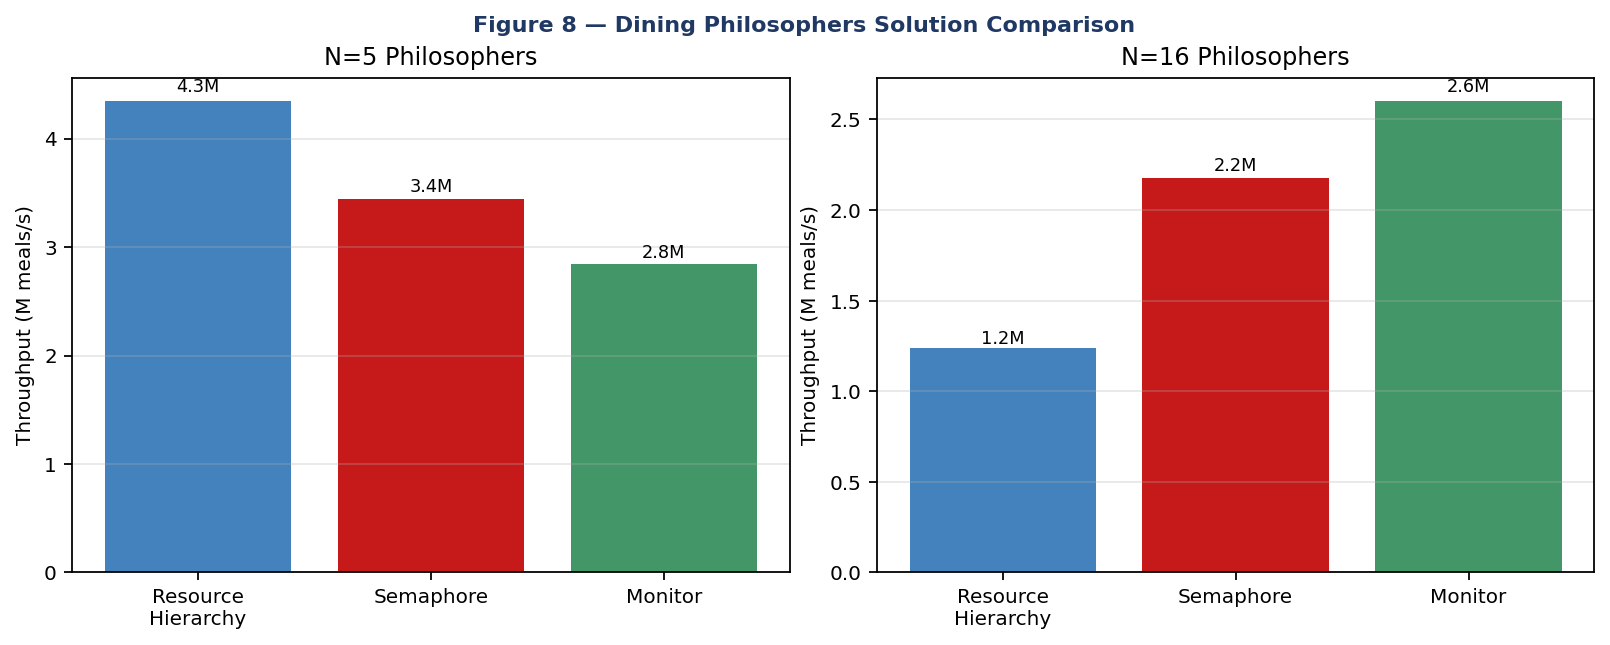 Figure 8 — Dining Philosophers Solution Comparison
N=5 Philosophers
Throughput (M meals/s)
4
3
2
1
0
4.3M
3.4M
2.8M
Resource
Hierarchy
Semaphore
Monitor
N=16 Philosophers
Throughput (M meals/s)
2.5
2.0
1.5
1.0
0.5
0.0
1.2M
2.2M
2.6M
Resource
Hierarchy
Semaphore
Monitor